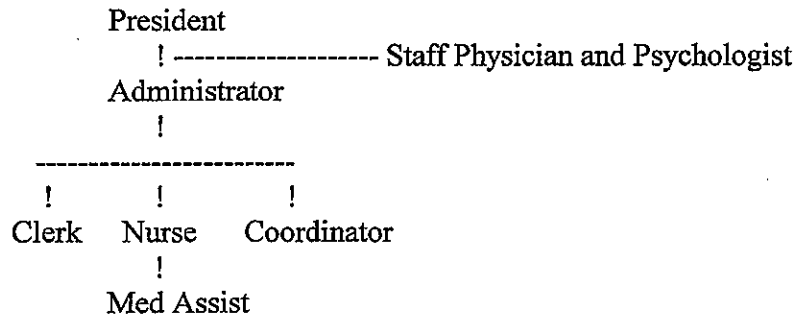 President
! -------------------- Staff Physician and Psychologist
Administrator
!
-------------------------
! ! !
Clerk Nurse Coordinator
!
Med Assist